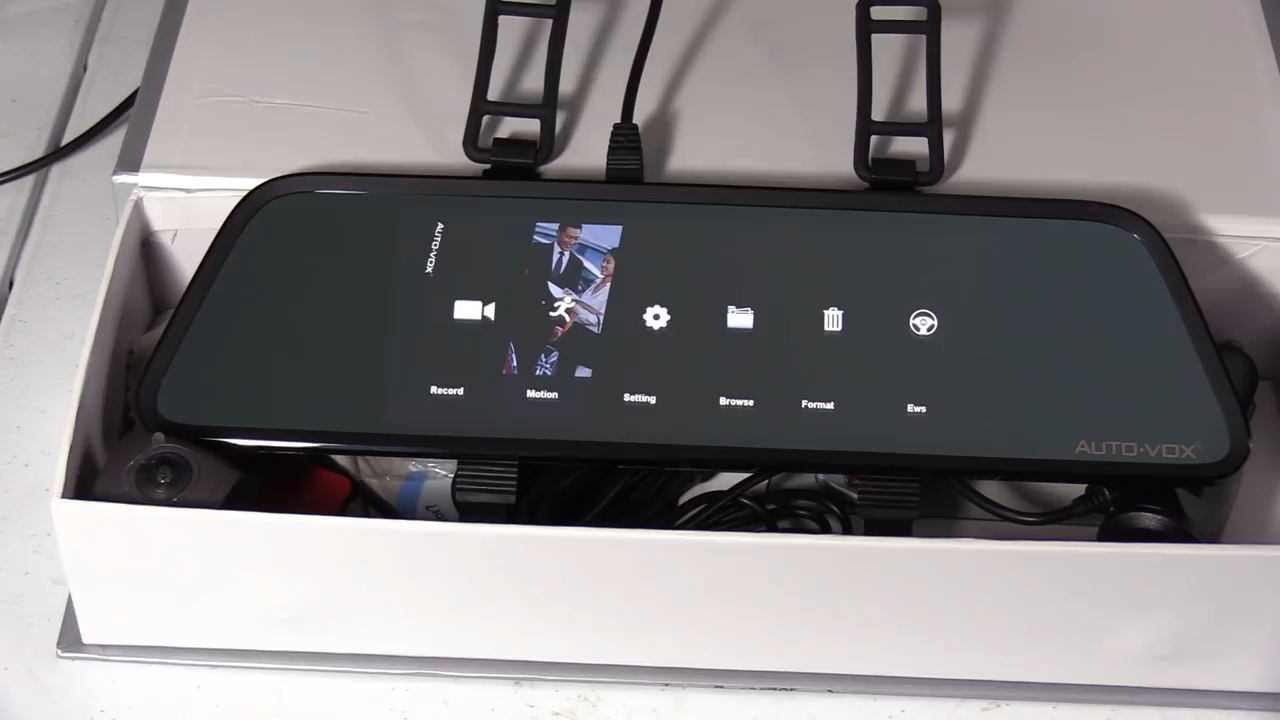 AUTO-VOX
Record
Motion
Setting
Browse
Format
Ews
AUTO·VOX